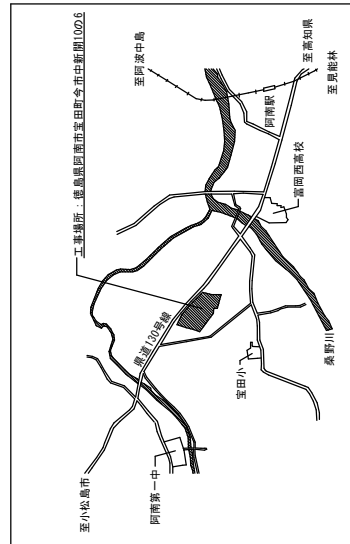 工事場所：徳島県阿南市宝田町今市中新開10の6
至小松島市
阿南第一中
県道130号線
宝田小
桑野川
富岡西高校
阿南駅
至阿波中島
至高知県
至見能林